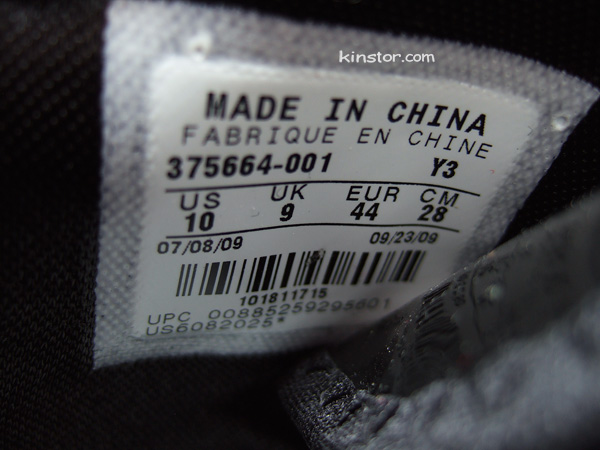 kinstor.com
MADE IN CHINA
FABRIQUE EN CHINE
375664-001 Y3
US UK EUR CM
10 9 44 28
07/08/09 09/23/09
101811715
UPC 00885259295601
US6082025*